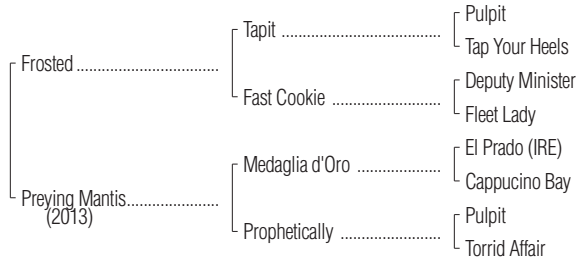 Pulpit
Tapit
Tap Your Heels
Frosted
Deputy Minister
Fast Cookie
Fleet Lady
El Prado (IRE)
Medaglia d'Oro
Cappucino Bay
Preying Mantis
(2013)
Pulpit
Prophetically
Torrid Affair